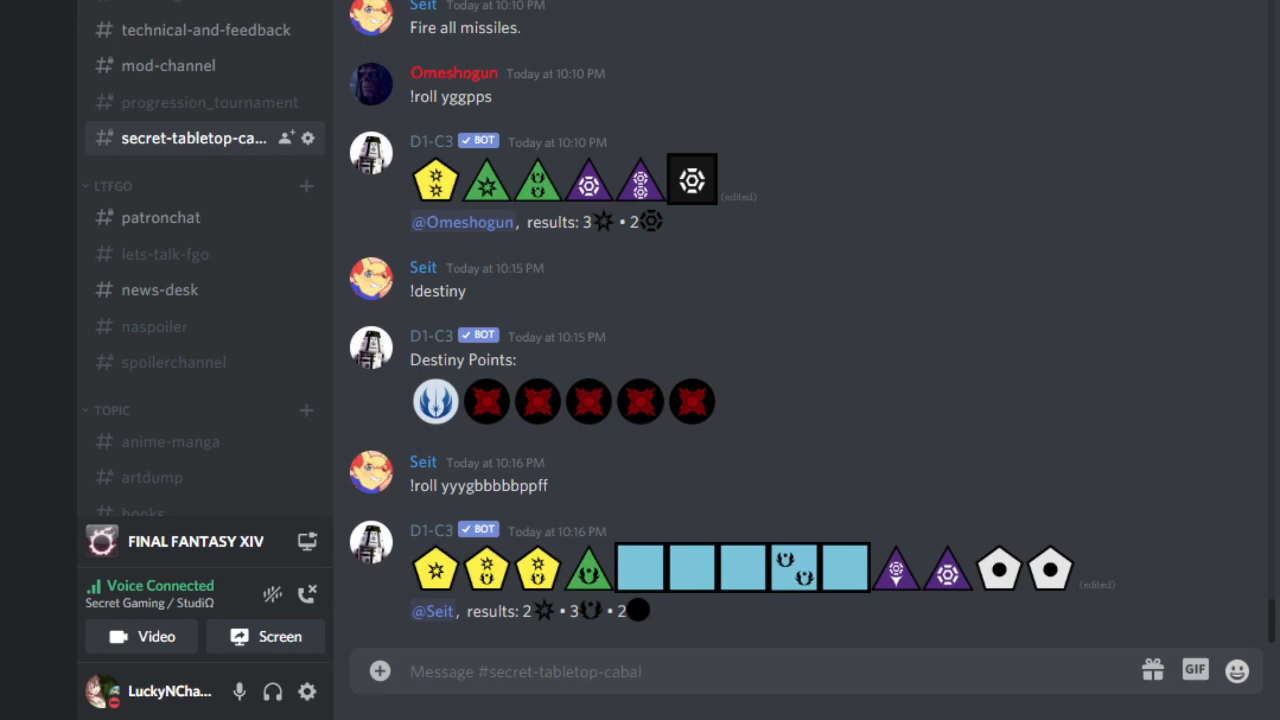 technical-and-feedback
mod-channel
progression_tournament
secret-tabletop-ca...
LTFGO
patronchat
lets-talk-fgo
news-desk
naspoiler
spoilerchannel
TOPIC
anime-manga
artdump
books
FINAL FANTASY XIV
Voice Connected
Secret Gaming / StudiΩ
Video
Screen
LuckyNCha...
Seit Today at 10:10 PM
Fire all missiles.
Omeshogun Today at 10:10 PM
!roll yggpps
D1-C3 ✓ BOT Today at 10:10 PM
(edited)
@Omeshogun, results: 3 • 2
Seit Today at 10:15 PM
!destiny
D1-C3 ✓ BOT Today at 10:15 PM
Destiny Points:
Seit Today at 10:16 PM
!roll yyygbbbbbppff
D1-C3 ✓ BOT Today at 10:16 PM
(edited)
@Seit, results: 2 • 3 • 2
Message #secret-tabletop-cabal
GIF